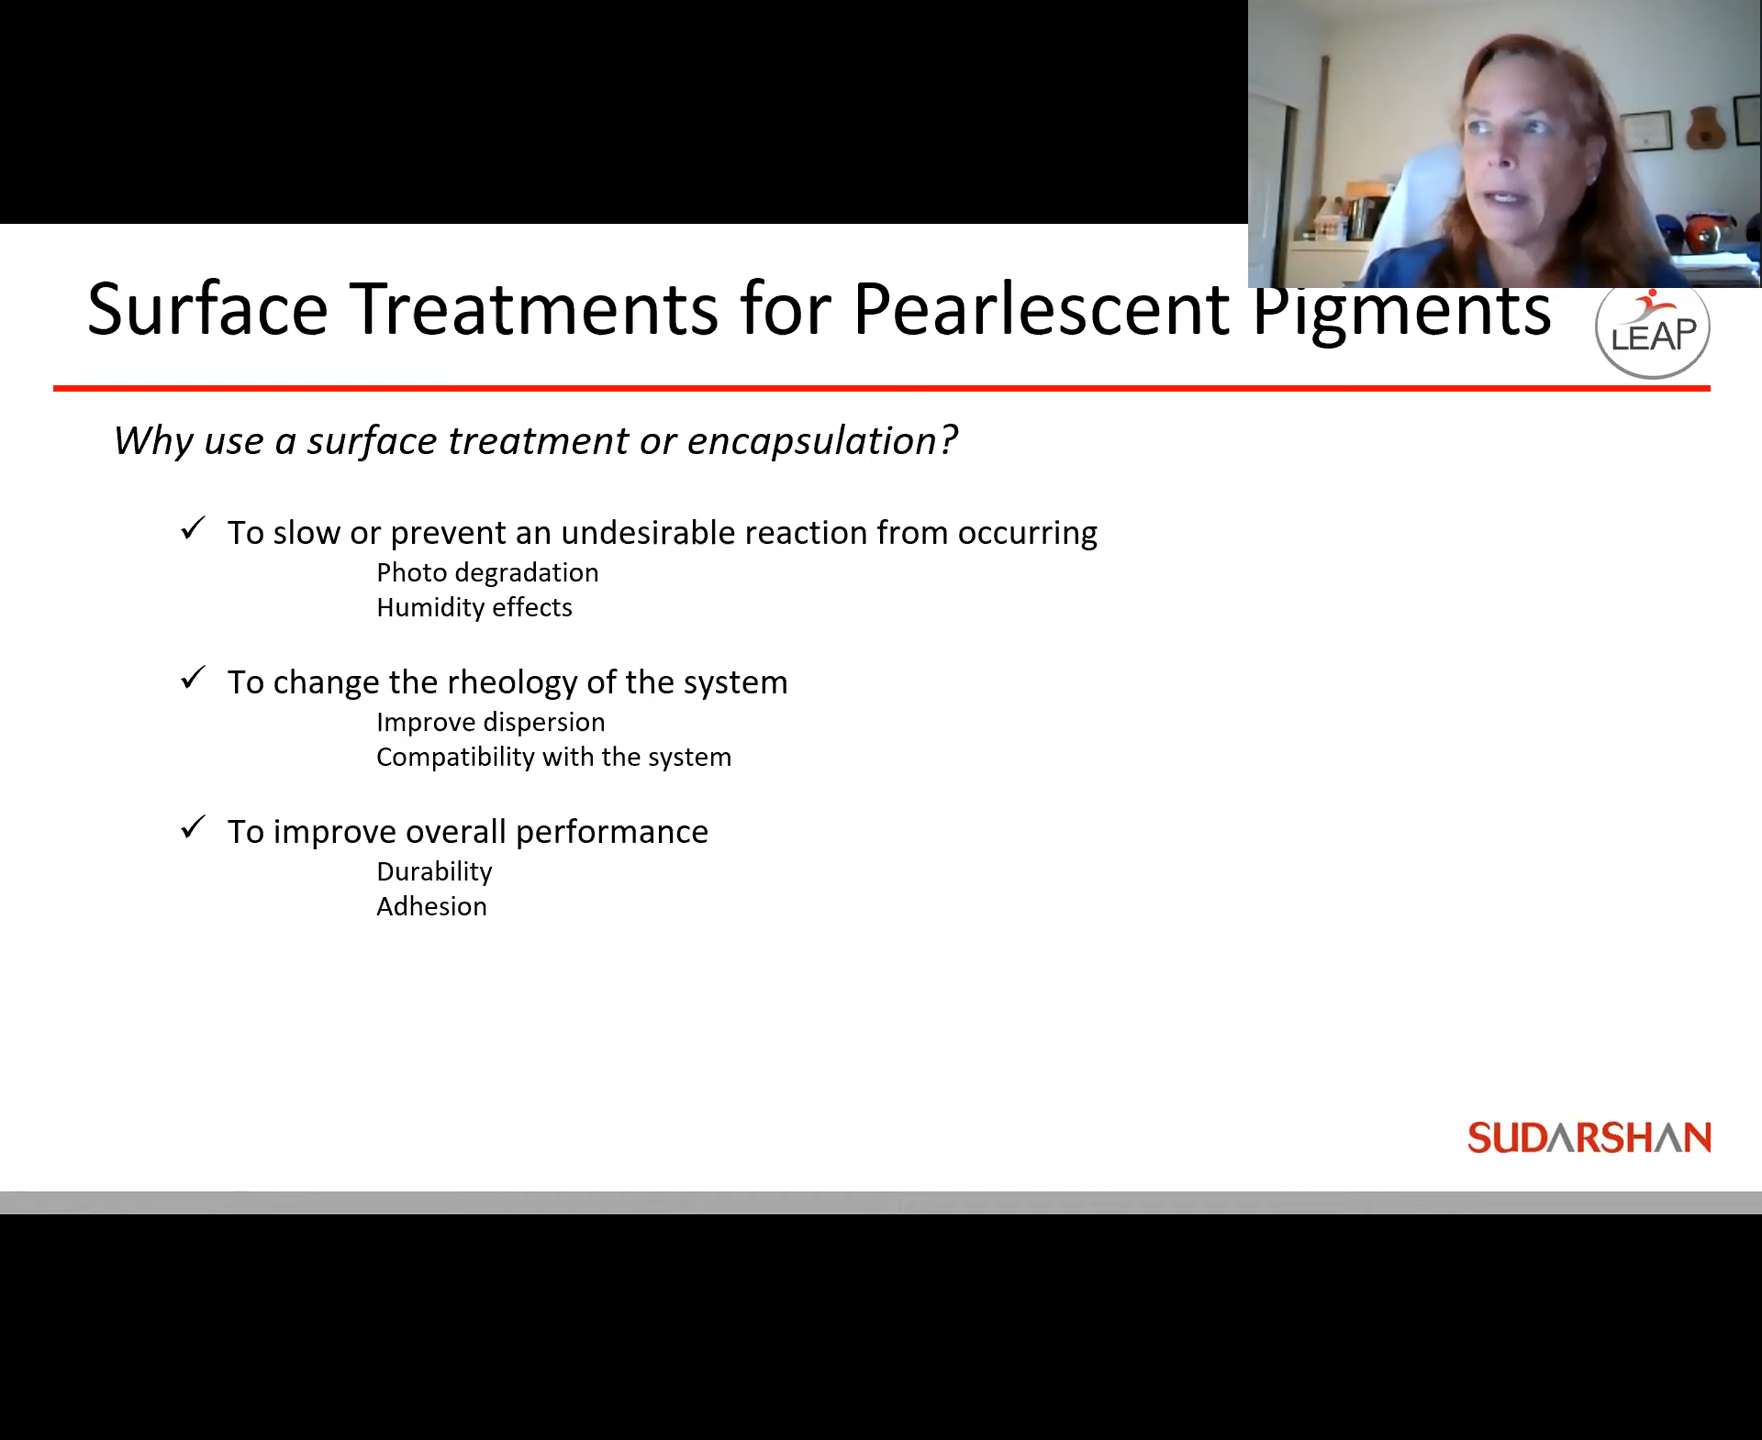 Surface Treatments for Pearlescent Pigments
LEAP
Why use a surface treatment or encapsulation?
✓ To slow or prevent an undesirable reaction from occurring
Photo degradation
Humidity effects
✓ To change the rheology of the system
Improve dispersion
Compatibility with the system
✓ To improve overall performance
Durability
Adhesion
SUDARSHAN